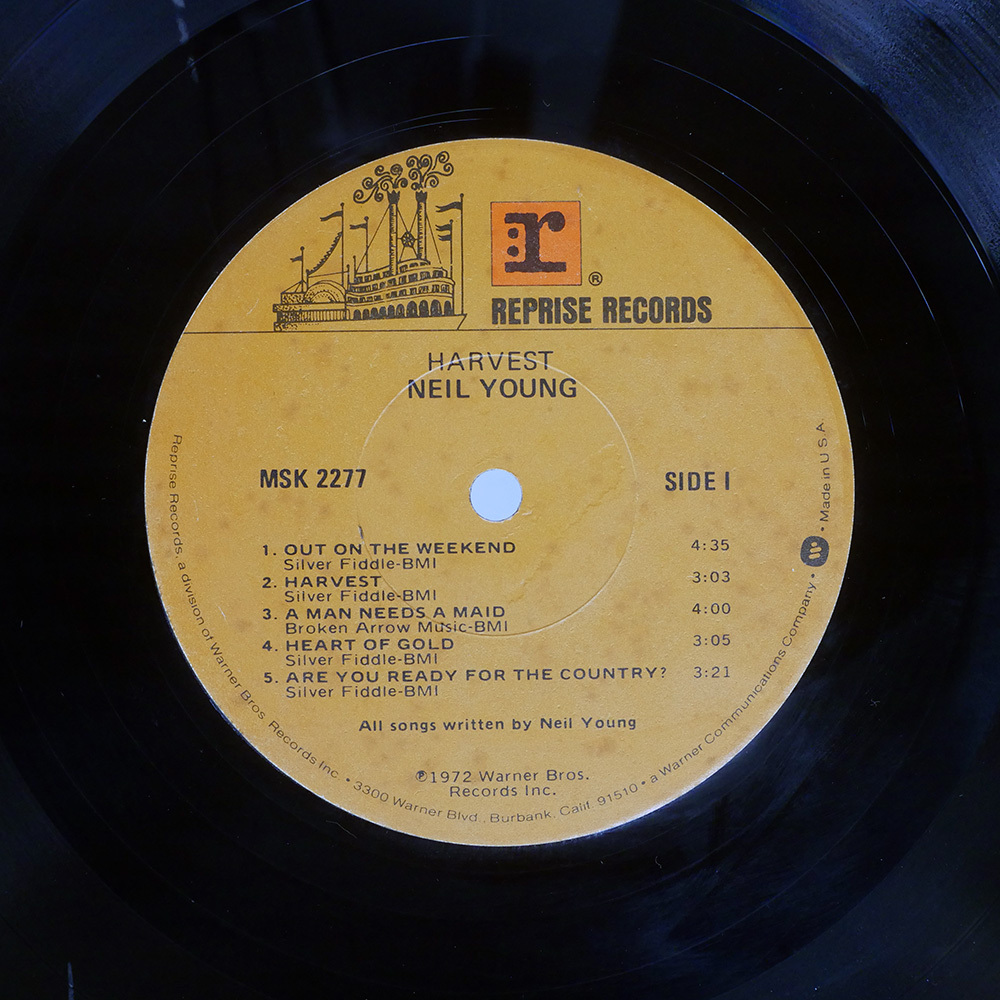 r
®
REPRISE RECORDS
HARVEST
NEIL YOUNG
MSK 2277
SIDE I
1. OUT ON THE WEEKEND 4:35
Silver Fiddle-BMI
2. HARVEST 3:03
Silver Fiddle-BMI
3. A MAN NEEDS A MAID 4:00
Broken Arrow Music-BMI
4. HEART OF GOLD 3:05
Silver Fiddle-BMI
5. ARE YOU READY FOR THE COUNTRY? 3:21
Silver Fiddle-BMI
All songs written by Neil Young
℗1972 Warner Bros.
Records Inc.
Reprise Records, a division of Warner Bros. Records Inc. • 3300 Warner Blvd., Burbank, Calif. 91510 • a Warner Communications Company • Made in U.S.A.